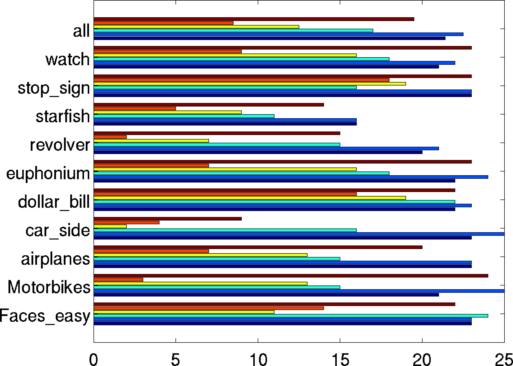 all
watch
stop_sign
starfish
revolver
euphonium
dollar_bill
car_side
airplanes
Motorbikes
Faces_easy
0 5 10 15 20 25